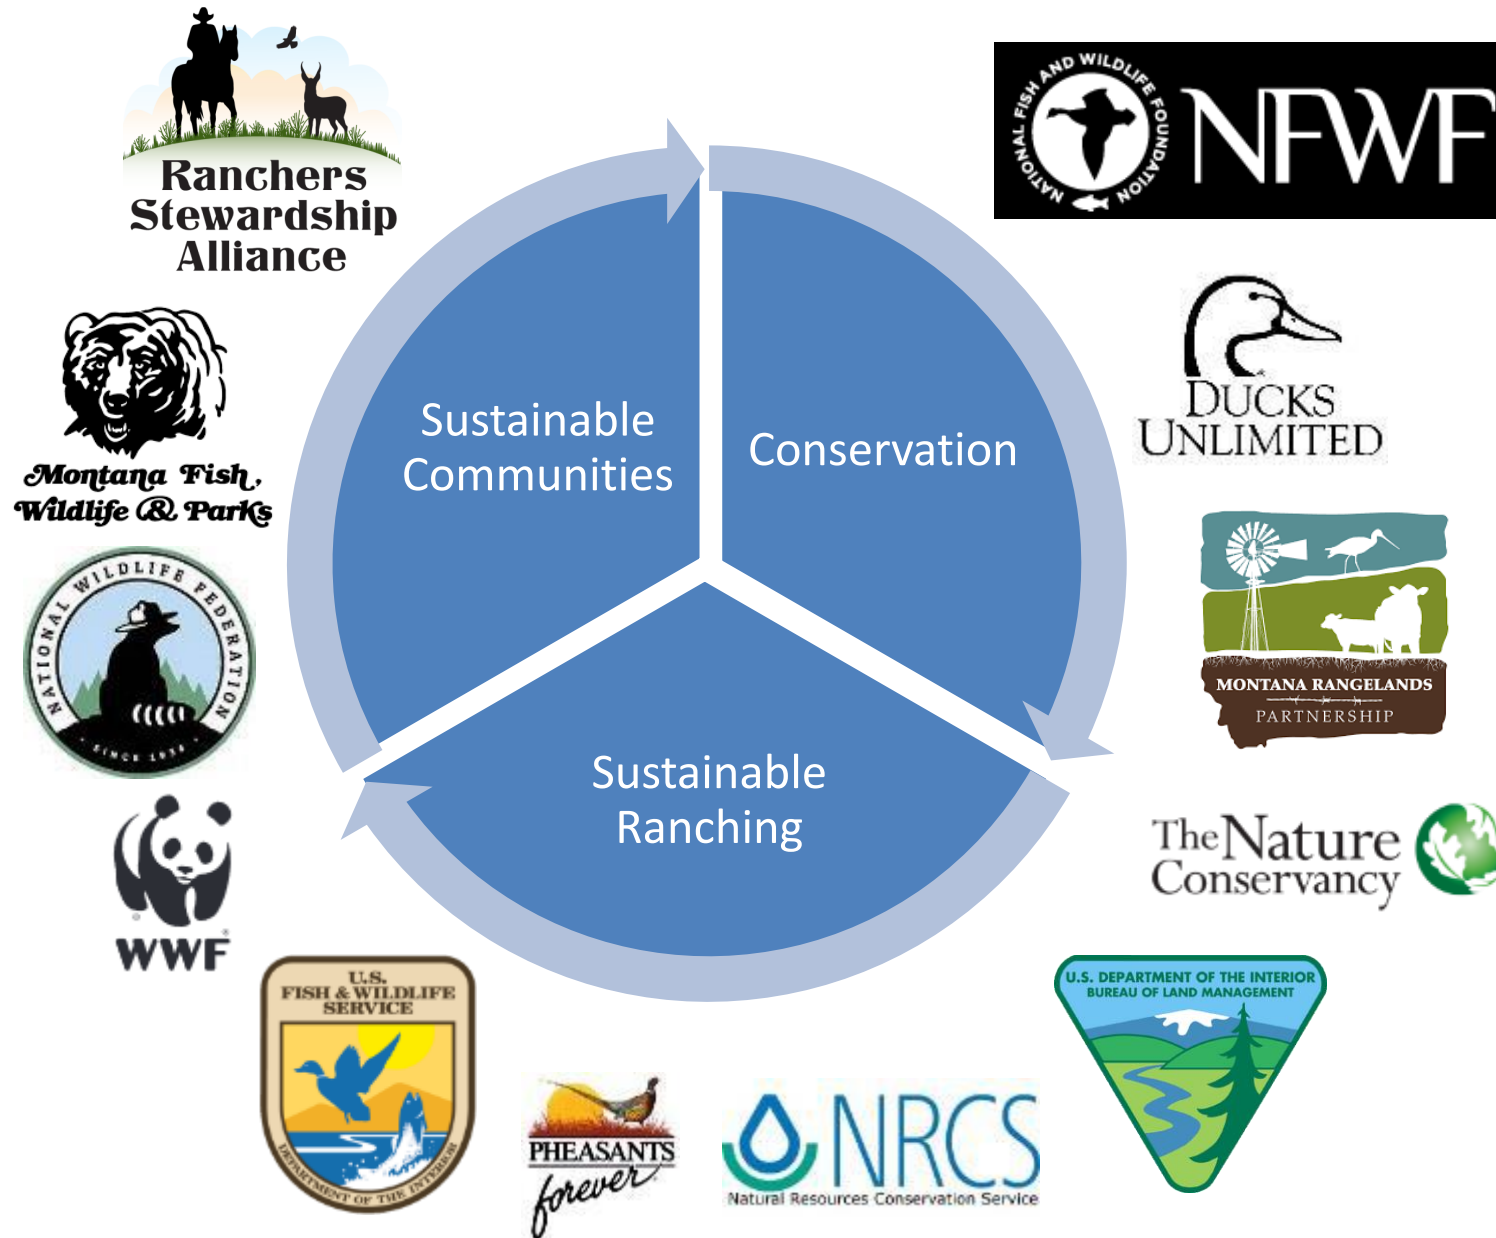 Ranchers
Stewardship
Alliance
NATIONAL FISH AND WILDLIFE FOUNDATION
NFWF
Montana Fish,
Wildlife & Parks
DUCKS
UNLIMITED
Sustainable
Communities
Conservation
NATIONAL WILDLIFE FEDERATION
· SINCE 1936 ·
MONTANA RANGELANDS
PARTNERSHIP
Sustainable
Ranching
The Nature
Conservancy
WWF
®
U.S.
FISH & WILDLIFE
SERVICE
DEPARTMENT OF THE INTERIOR
U.S. DEPARTMENT OF THE INTERIOR
BUREAU OF LAND MANAGEMENT
PHEASANTS
forever
NRCS
Natural Resources Conservation Service